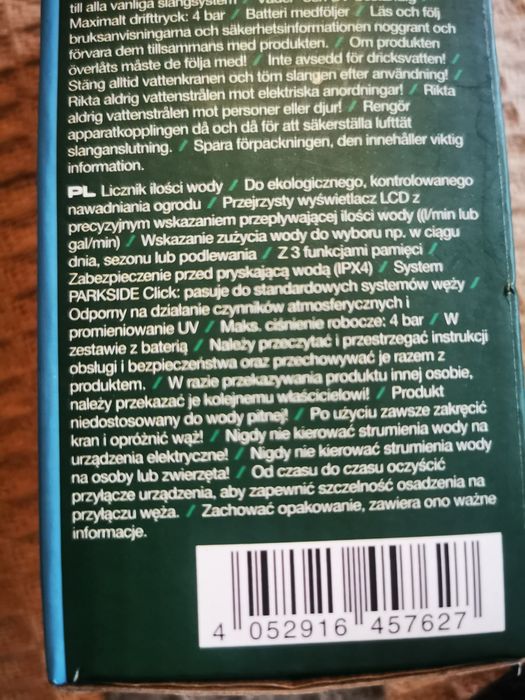 till alla vanliga slangsystem /
Maximalt drifttryck: 4 bar / Batteri medföljer / Läs och följ
bruksanvisningarna och säkerhetsinformationen noggrant och
förvara dem tillsammans med produkten. / Om produkten
överlåts måste de följa med! / Inte avsedd för dricksvatten! /
Stäng alltid vattenkranen och töm slangen efter användning! /
Rikta aldrig vattenstrålen mot elektriska anordningar! / Rikta
aldrig vattenstrålen mot personer eller djur! / Rengör
apparatkopplingen då och då för att säkerställa lufttät
slanganslutning. / Spara förpackningen, den innehåller viktig
information.
PL Licznik ilości wody / Do ekologicznego, kontrolowanego
nawadniania ogrodu / Przejrzysty wyświetlacz LCD z
precyzyjnym wskazaniem przepływającej ilości wody ((l/min lub
gal/min) / Wskazanie zużycia wody do wyboru np. w ciągu
dnia, sezonu lub podlewania / Z 3 funkcjami pamięci /
Zabezpieczenie przed pryskającą wodą (IPX4) / System
PARKSIDE Click: pasuje do standardowych systemów węży /
Odporny na działanie czynników atmosferycznych i
promieniowanie UV / Maks. ciśnienie robocze: 4 bar / W
zestawie z baterią / Należy przeczytać i przestrzegać instrukcji
obsługi i bezpieczeństwa oraz przechowywać je razem z
produktem. / W razie przekazywania produktu innej osobie,
należy przekazać je kolejnemu właścicielowi! / Produkt
niedostosowany do wody pitnej! / Po użyciu zawsze zakręcić
kran i opróżnić wąż! / Nigdy nie kierować strumienia wody na
urządzenia elektryczne! / Nigdy nie kierować strumienia wody
na osoby lub zwierzęta! / Od czasu do czasu oczyścić
przyłącze urządzenia, aby zapewnić szczelność osadzenia na
przyłączu węża. / Zachować opakowanie, zawiera ono ważne
informacje.
4 052916 457627